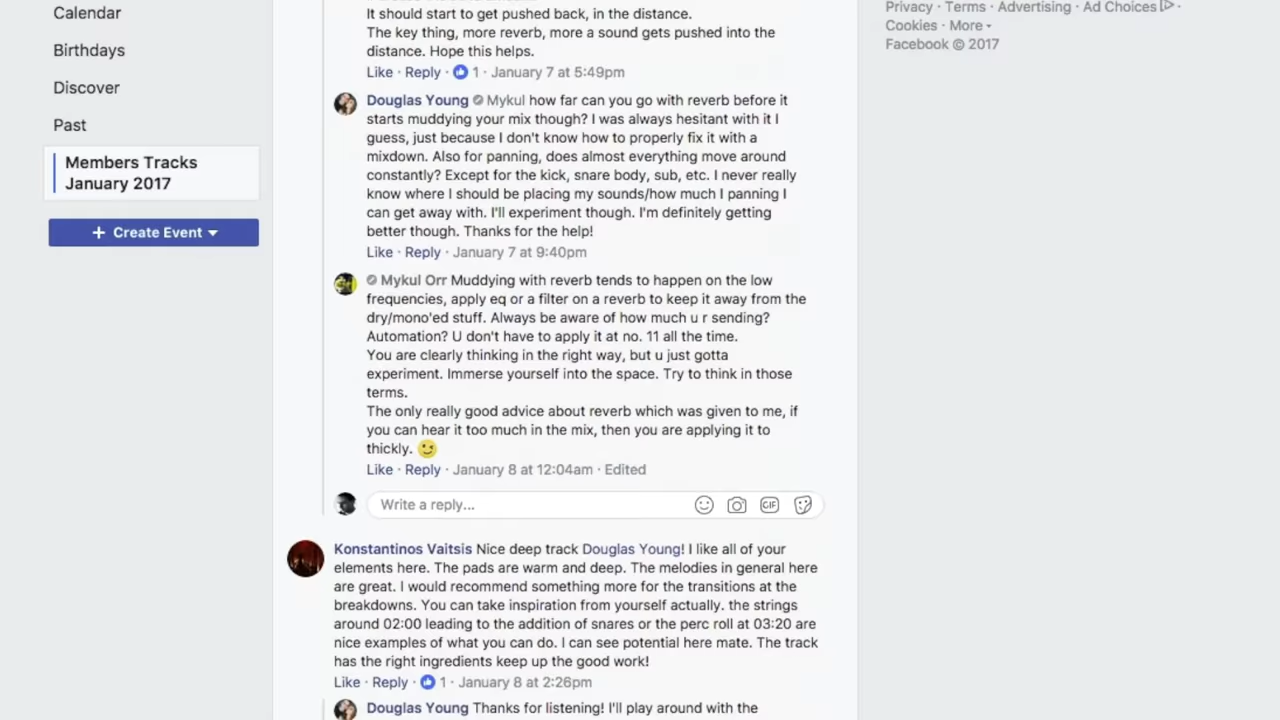 Calendar
Birthdays
Discover
Past
Members Tracks
January 2017
+ Create Event
It should start to get pushed back, in the distance.
The key thing, more reverb, more a sound gets pushed into the
distance. Hope this helps.
Like · Reply · 1 · January 7 at 5:49pm
Douglas Young Mykul how far can you go with reverb before it
starts muddying your mix though? I was always hesitant with it I
guess, just because I don't know how to properly fix it with a
mixdown. Also for panning, does almost everything move around
constantly? Except for the kick, snare body, sub, etc. I never really
know where I should be placing my sounds/how much I panning I
can get away with. I'll experiment though. I'm definitely getting
better though. Thanks for the help!
Like · Reply · January 7 at 9:40pm
Mykul Orr Muddying with reverb tends to happen on the low
frequencies, apply eq or a filter on a reverb to keep it away from the
dry/mono'ed stuff. Always be aware of how much u r sending?
Automation? U don't have to apply it at no. 11 all the time.
You are clearly thinking in the right way, but u just gotta
experiment. Immerse yourself into the space. Try to think in those
terms.
The only really good advice about reverb which was given to me, if
you can hear it too much in the mix, then you are applying it to
thickly. 😉
Like · Reply · January 8 at 12:04am · Edited
Write a reply...
GIF
Konstantinos Vaitsis Nice deep track Douglas Young! I like all of your
elements here. The pads are warm and deep. The melodies in general here
are great. I would recommend something more for the transitions at the
breakdowns. You can take inspiration from yourself actually. the strings
around 02:00 leading to the addition of snares or the perc roll at 03:20 are
nice examples of what you can do. I can see potential here mate. The track
has the right ingredients keep up the good work!
Like · Reply · 1 · January 8 at 2:26pm
Douglas Young Thanks for listening! I'll play around with the
Privacy · Terms · Advertising · Ad Choices ·
Cookies · More
Facebook © 2017